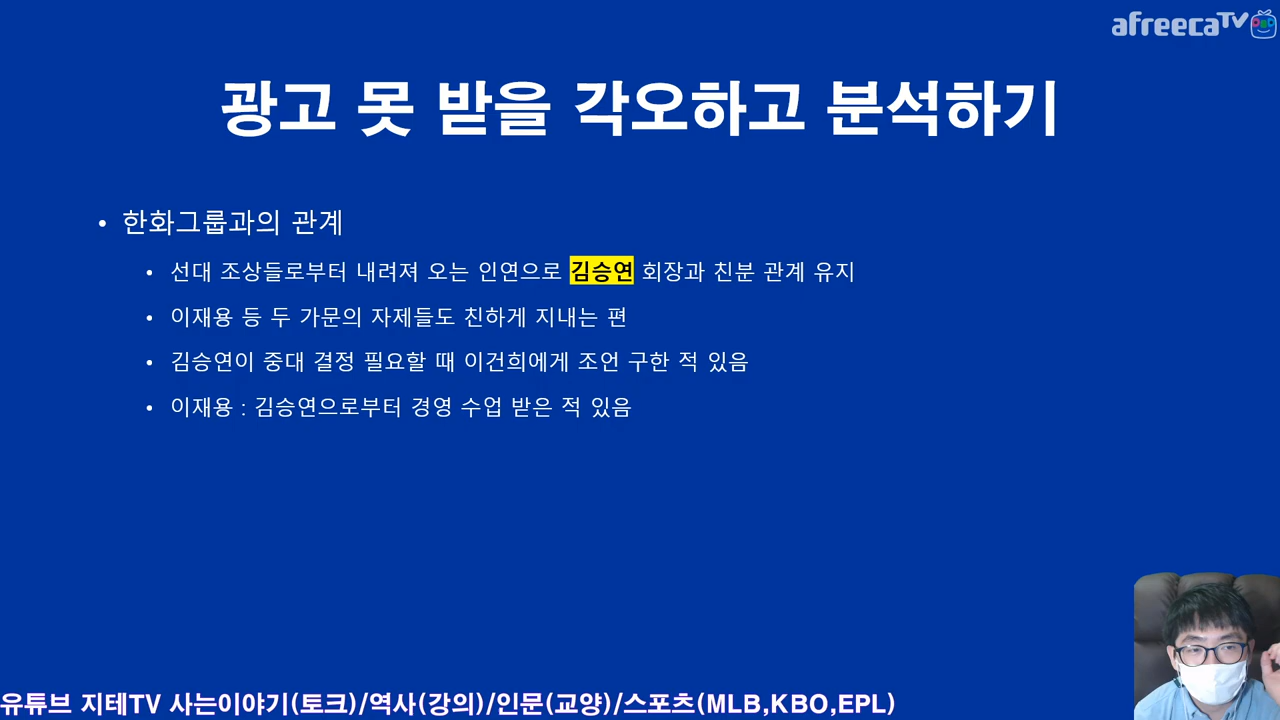 afreecaTV
광고 못 받을 각오하고 분석하기
• 한화그룹과의 관계
• 선대 조상들로부터 내려져 오는 인연으로 김승연 회장과 친분 관계 유지
• 이재용 등 두 가문의 자제들도 친하게 지내는 편
• 김승연이 중대 결정 필요할 때 이건희에게 조언 구한 적 있음
• 이재용 : 김승연으로부터 경영 수업 받은 적 있음
유튜브 지테TV 사는이야기(토크)/역사(강의)/인문(교양)/스포츠(MLB,KBO,EPL)